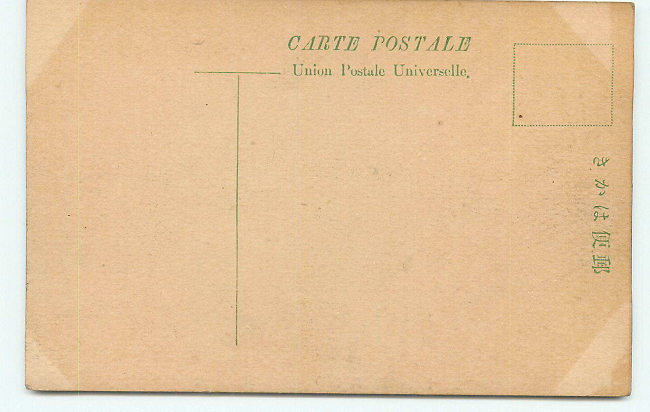 CARTE POSTALE
Union Postale Universelle.
郵便はかき